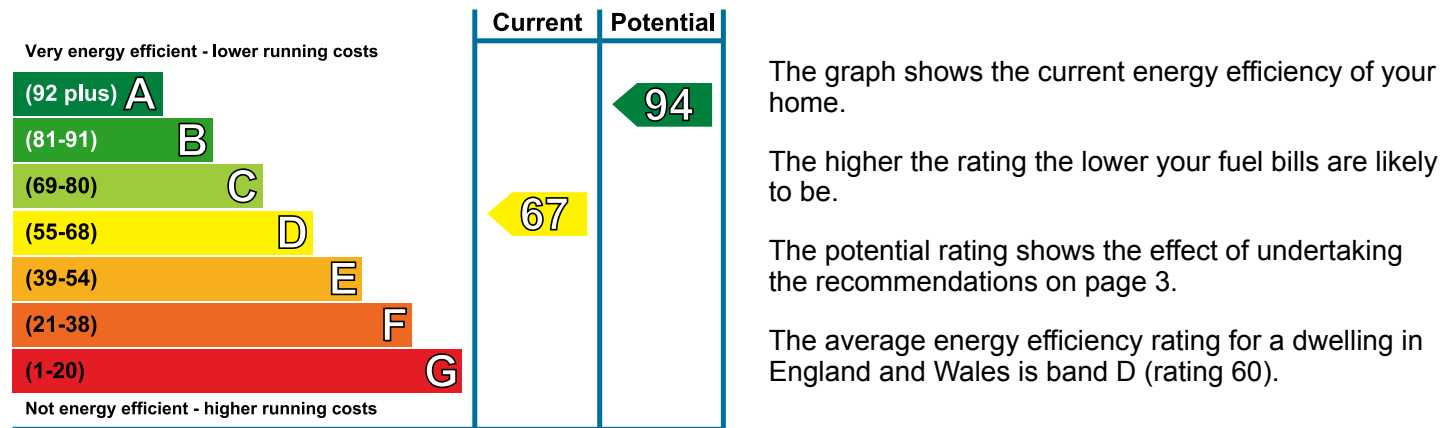 Current Potential
Very energy efficient - lower running costs
(92 plus) A
94
(81-91) B
(69-80) C
67
(55-68) D
(39-54) E
(21-38) F
(1-20) G
Not energy efficient - higher running costs
The graph shows the current energy efficiency of your
home.
The higher the rating the lower your fuel bills are likely
to be.
The potential rating shows the effect of undertaking
the recommendations on page 3.
The average energy efficiency rating for a dwelling in
England and Wales is band D (rating 60).